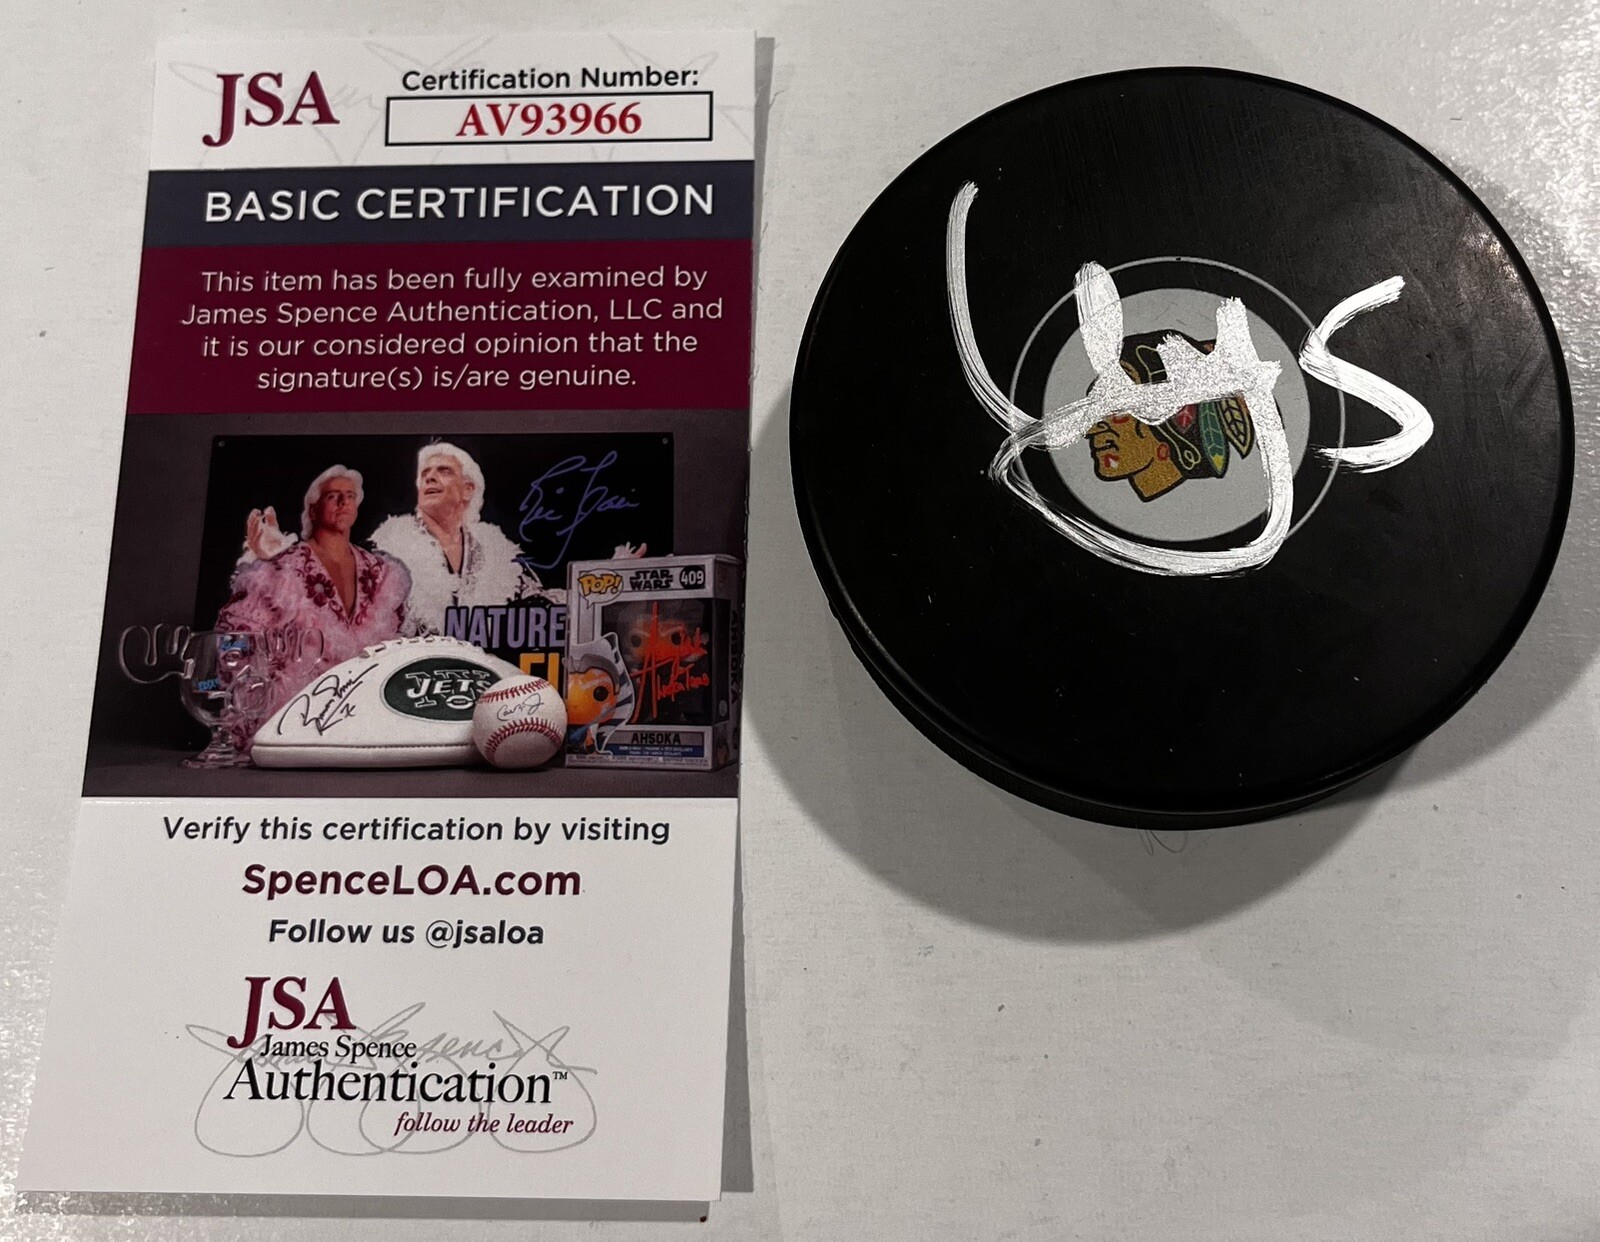 JSA
Certification Number:
AV93966
BASIC CERTIFICATION
This item has been fully examined by
James Spence Authentication, LLC and
it is our considered opinion that the
signature(s) is/are genuine.
POP!
STAR
WARS
409
NATURE
JETS
AHSOKA
Verify this certification by visiting
SpenceLOA.com
Follow us @jsaloa
JSA
James Spence
Authentication™
follow the leader